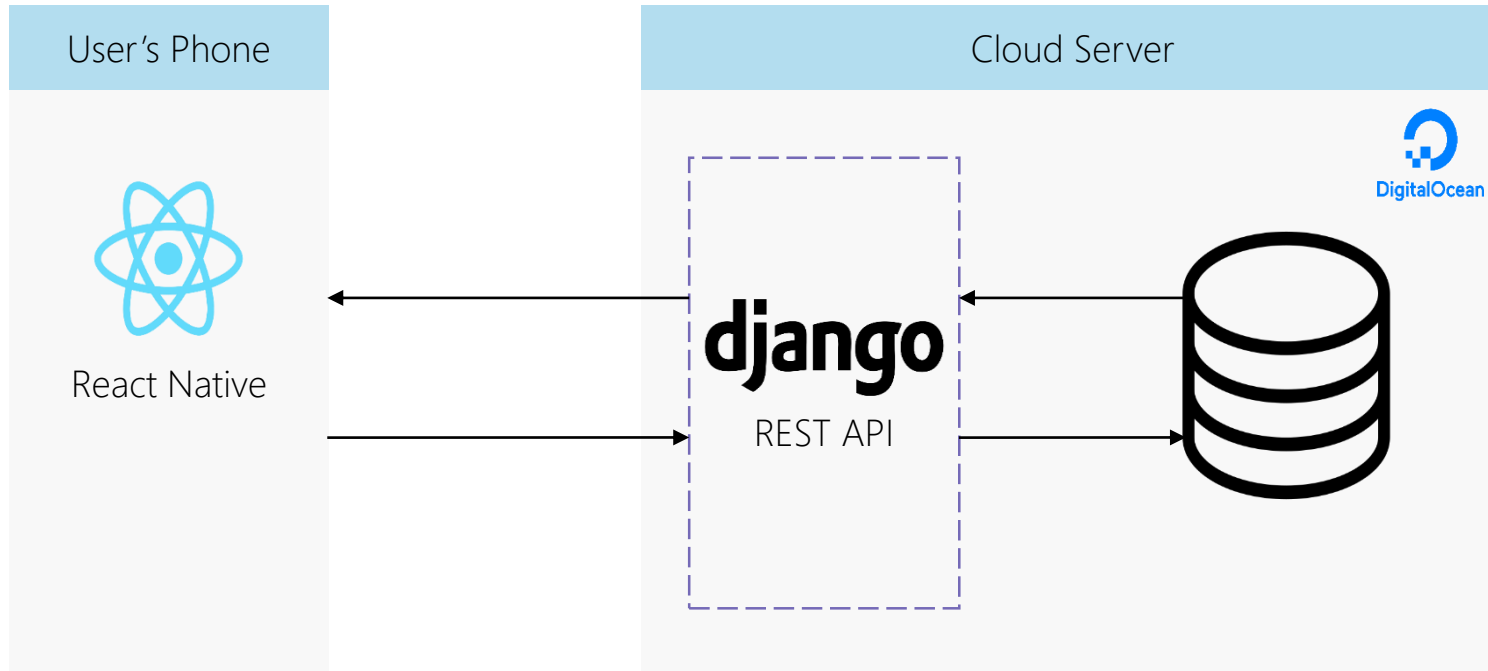 User's Phone
Cloud Server
DigitalOcean
React Native
django
REST API